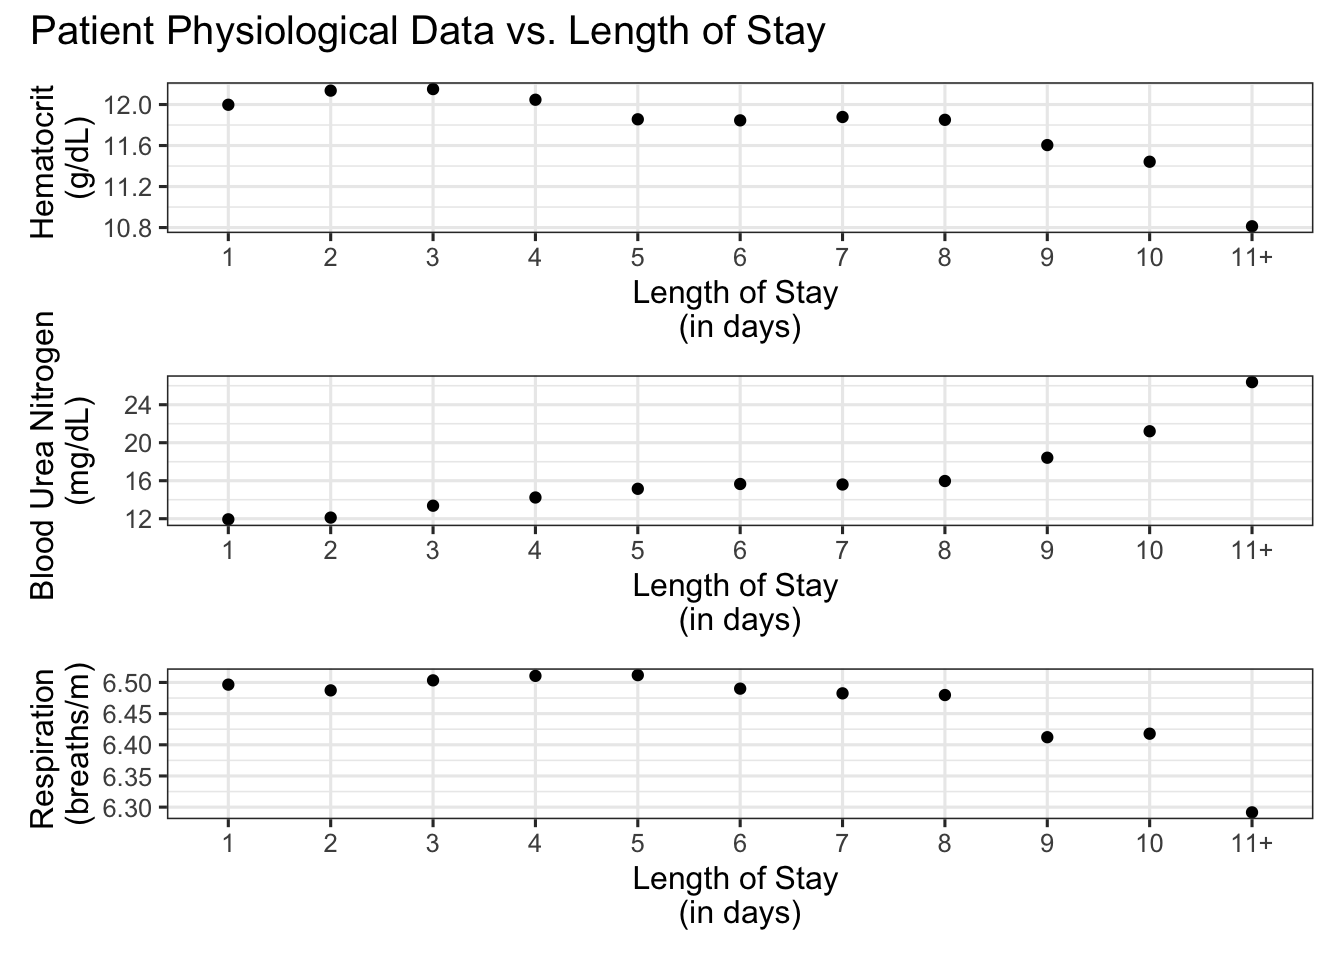 Patient Physiological Data vs. Length of Stay
Hematocrit
(g/dL)
12.0
11.6
11.2
10.8
1 2 3 4 5 6 7 8 9 10 11+
Length of Stay
(in days)
Blood Urea Nitrogen
(mg/dL)
24
20
16
12
1 2 3 4 5 6 7 8 9 10 11+
Length of Stay
(in days)
Respiration
(breaths/m)
6.50
6.45
6.40
6.35
6.30
1 2 3 4 5 6 7 8 9 10 11+
Length of Stay
(in days)